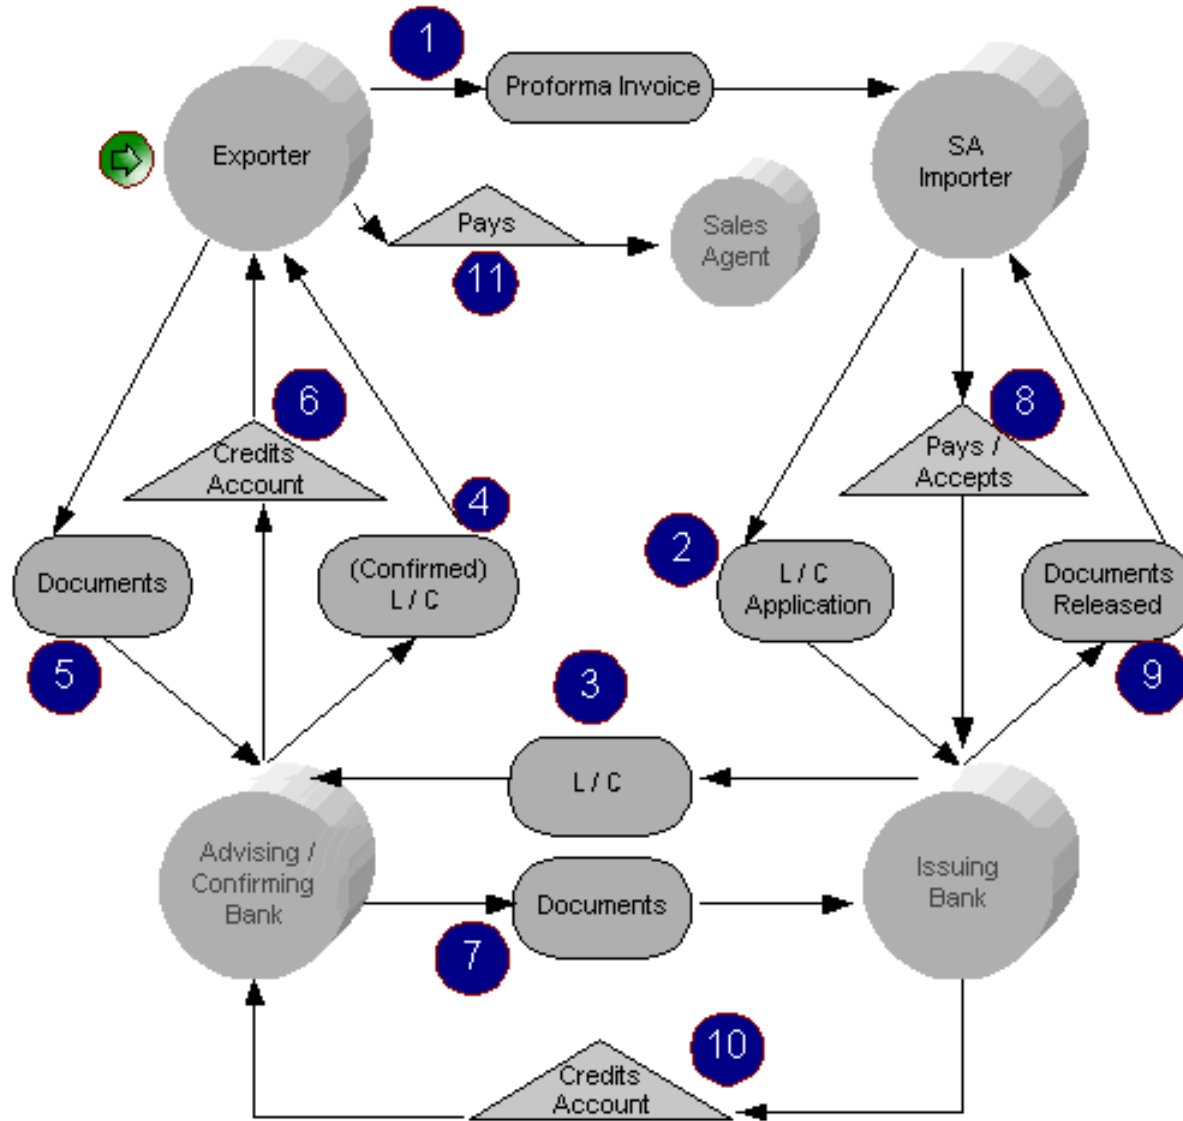 1
Proforma Invoice
Exporter
SA
Importer
Pays
11
Sales
Agent
6
Credits
Account
4
8
Pays /
Accepts
Documents
5
(Confirmed)
L / C
2
L / C
Application
Documents
Released
9
3
L / C
Advising /
Confirming
Bank
Documents
7
Issuing
Bank
10
Credits
Account